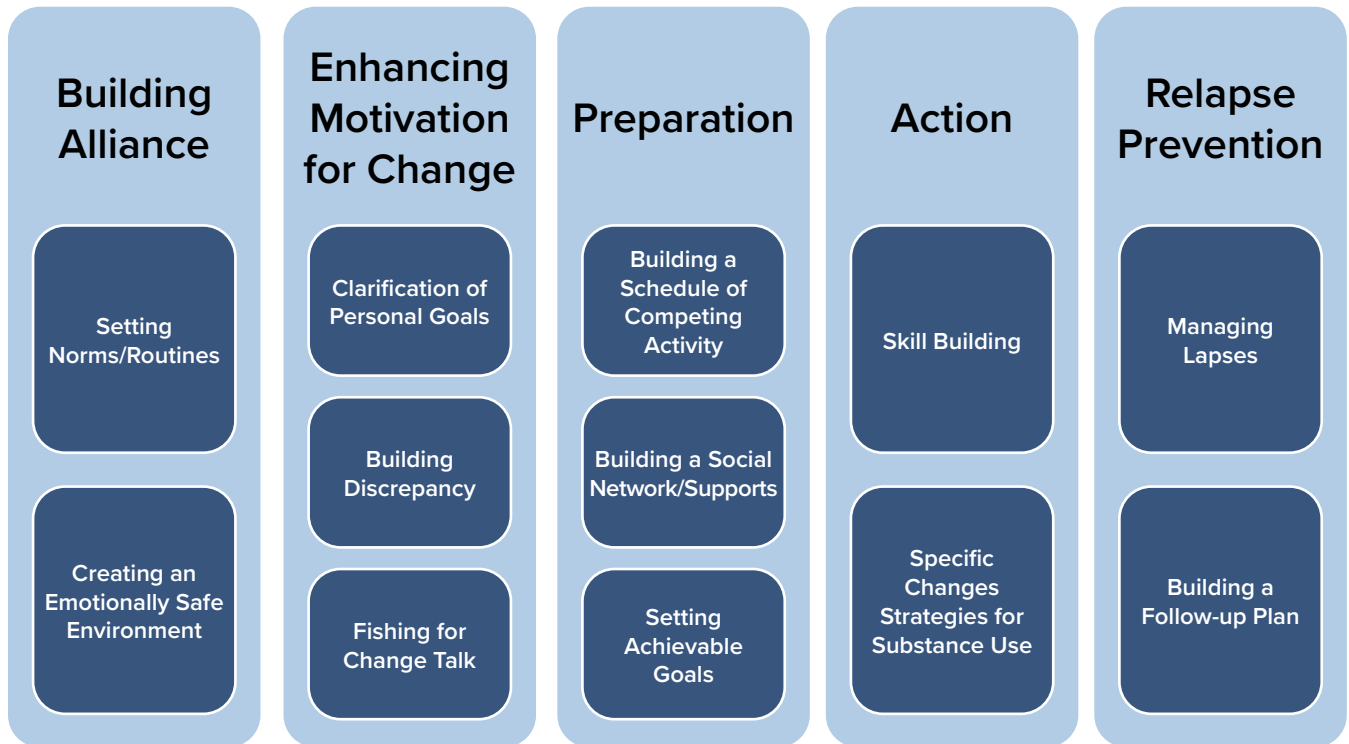 Building
Alliance
Setting
Norms/Routines
Creating an
Emotionally Safe
Environment
Enhancing
Motivation
for Change
Clarification of
Personal Goals
Building
Discrepancy
Fishing for
Change Talk
Preparation
Building a
Schedule of
Competing
Activity
Building a Social
Network/Supports
Setting
Achievable
Goals
Action
Skill Building
Specific
Changes
Strategies for
Substance Use
Relapse
Prevention
Managing
Lapses
Building a
Follow-up Plan